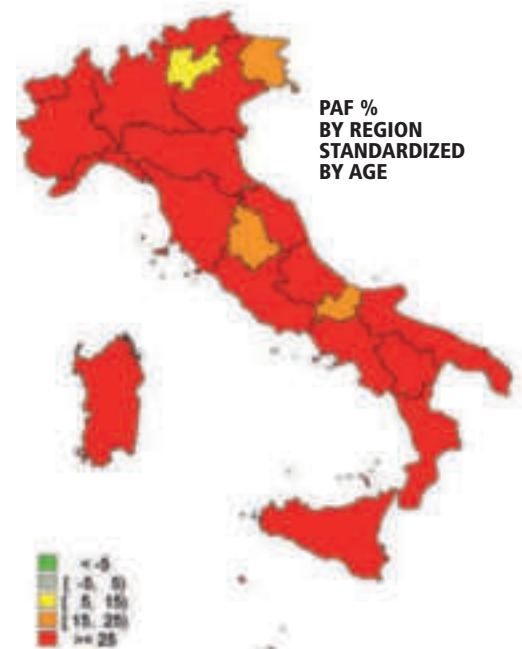 PAF %
BY REGION
STANDARDIZED
BY AGE
< -5
-5, 5)
5, 15)
15, 25)
>= 25